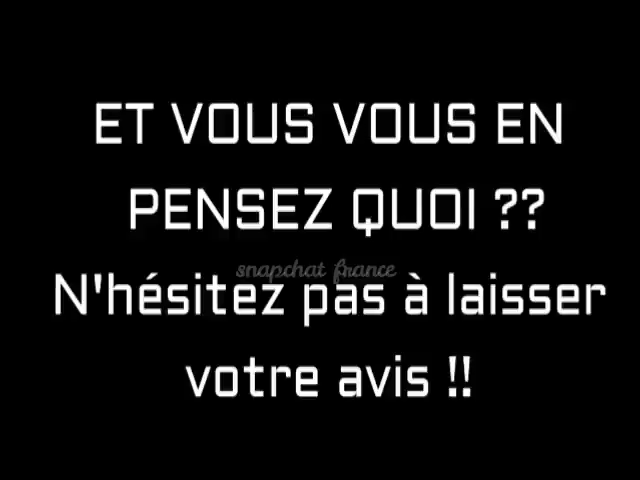 ET VOUS VOUS EN
PENSEZ QUOI ??
snapchat france
N'hésitez pas à laisser
votre avis !!